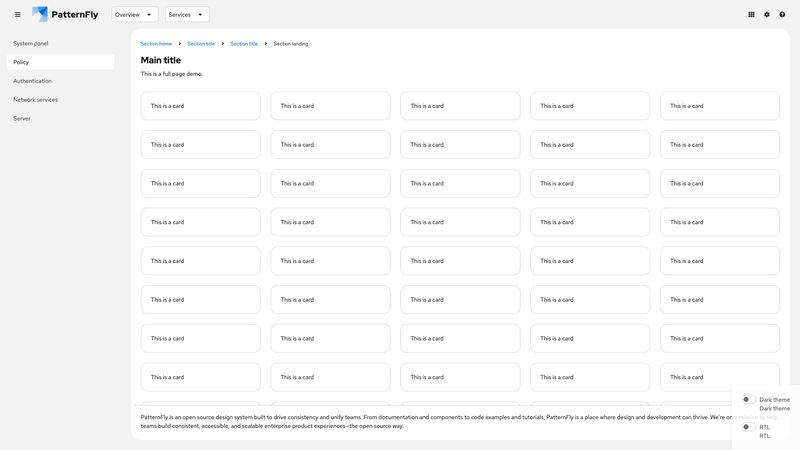 PatternFly
Overview
Services
System panel
Policy
Authentication
Network services
Server
Section home
Section title
Section title
Section landing
Main title
This is a full page demo.
This is a card This is a card This is a card This is a card This is a card
This is a card This is a card This is a card This is a card This is a card
This is a card This is a card This is a card This is a card This is a card
This is a card This is a card This is a card This is a card This is a card
This is a card This is a card This is a card This is a card This is a card
This is a card This is a card This is a card This is a card This is a card
This is a card This is a card This is a card This is a card This is a card
This is a card This is a card This is a card This is a card This is a card
PatternFly is an open source design system built to drive consistency and unify teams. From documentation and components to code examples and tutorials, PatternFly is a place where design and development can thrive. We're on a mission to help
teams build consistent, accessible, and scalable enterprise product experiences—the open source way.
Dark theme
Dark theme
RTL
RTL